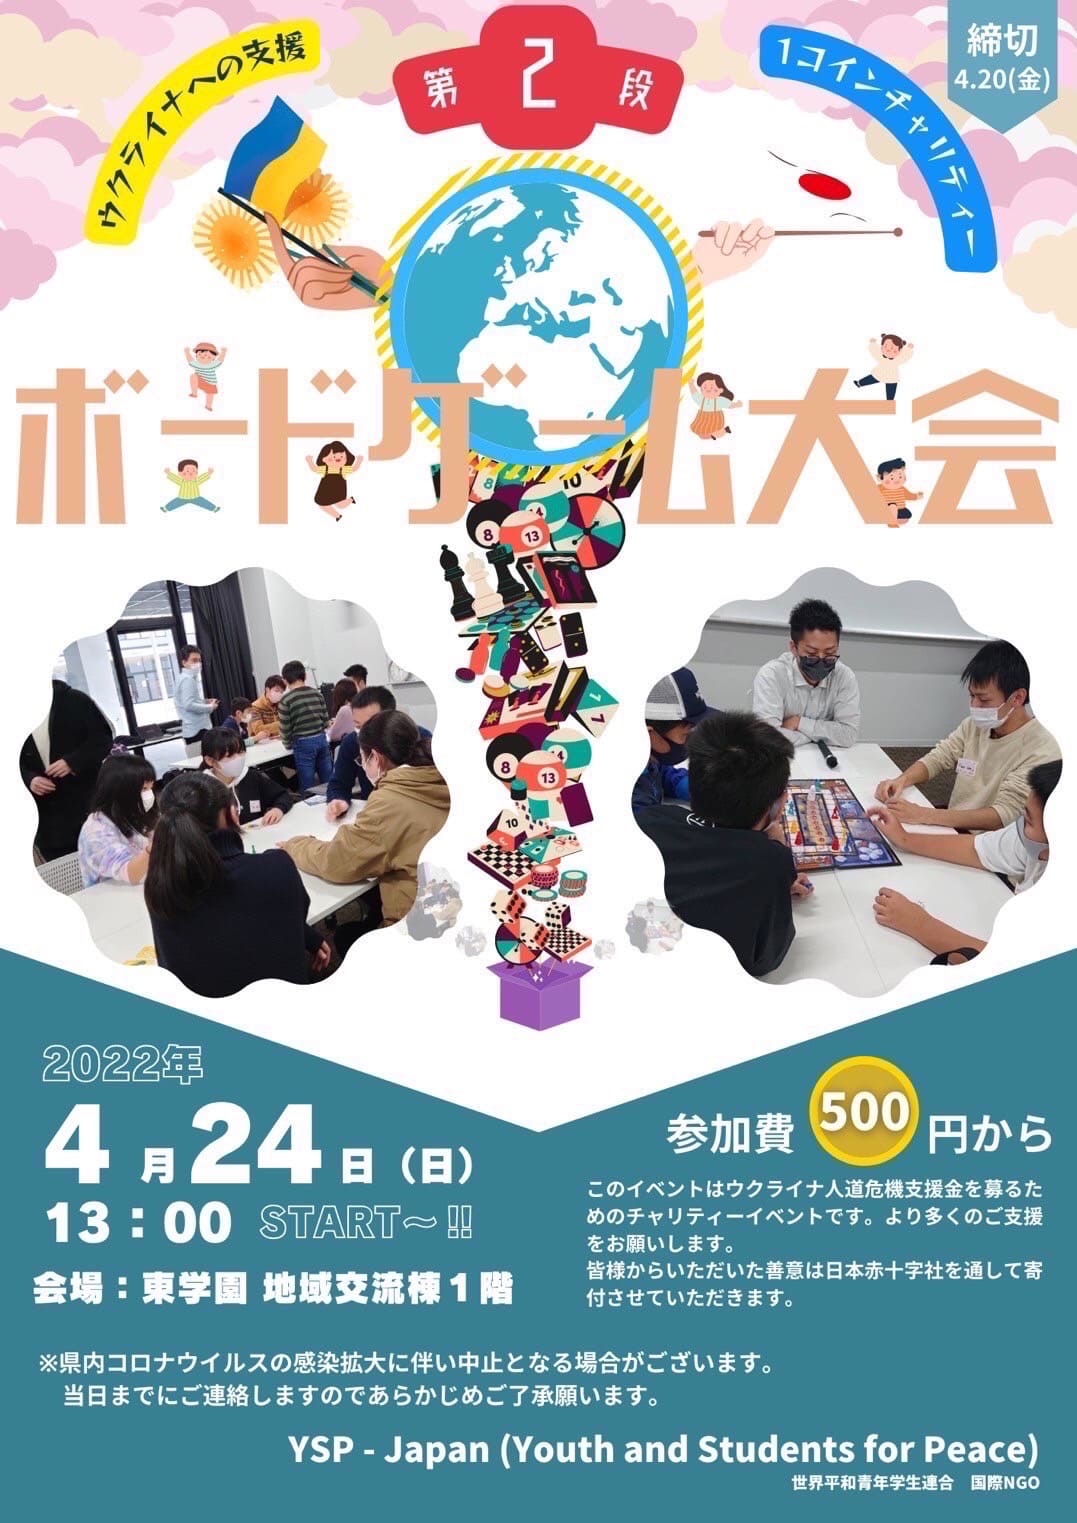 ウクライナへの支援
第2段
1コインチャリティー
締切
4.20(金)
ボードゲーム大会
2022年
4月24日(日)
13:00 START〜!!
会場:東学園 地域交流棟1階
参加費 500 円から
このイベントはウクライナ人道危機支援金を募るた
めのチャリティーイベントです。より多くのご支援
をお願いします。
皆様からいただいた善意は日本赤十字社を通して寄
付させていただきます。
※県内コロナウイルスの感染拡大に伴い中止となる場合がございます。
当日までにご連絡しますのであらかじめご了承願います。
YSP - Japan (Youth and Students for Peace)
世界平和青年学生連合 国際NGO